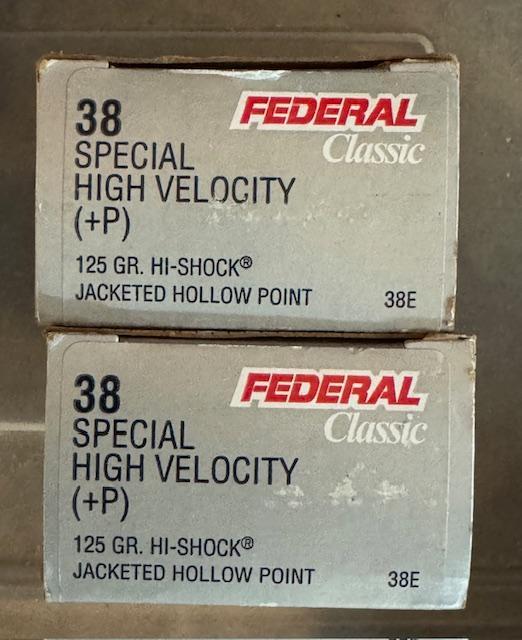 38 FEDERAL
SPECIAL Classic
HIGH VELOCITY
(+P)
125 GR. HI-SHOCK®
JACKETED HOLLOW POINT 38E
38 FEDERAL
SPECIAL Classic
HIGH VELOCITY
(+P)
125 GR. HI-SHOCK®
JACKETED HOLLOW POINT 38E